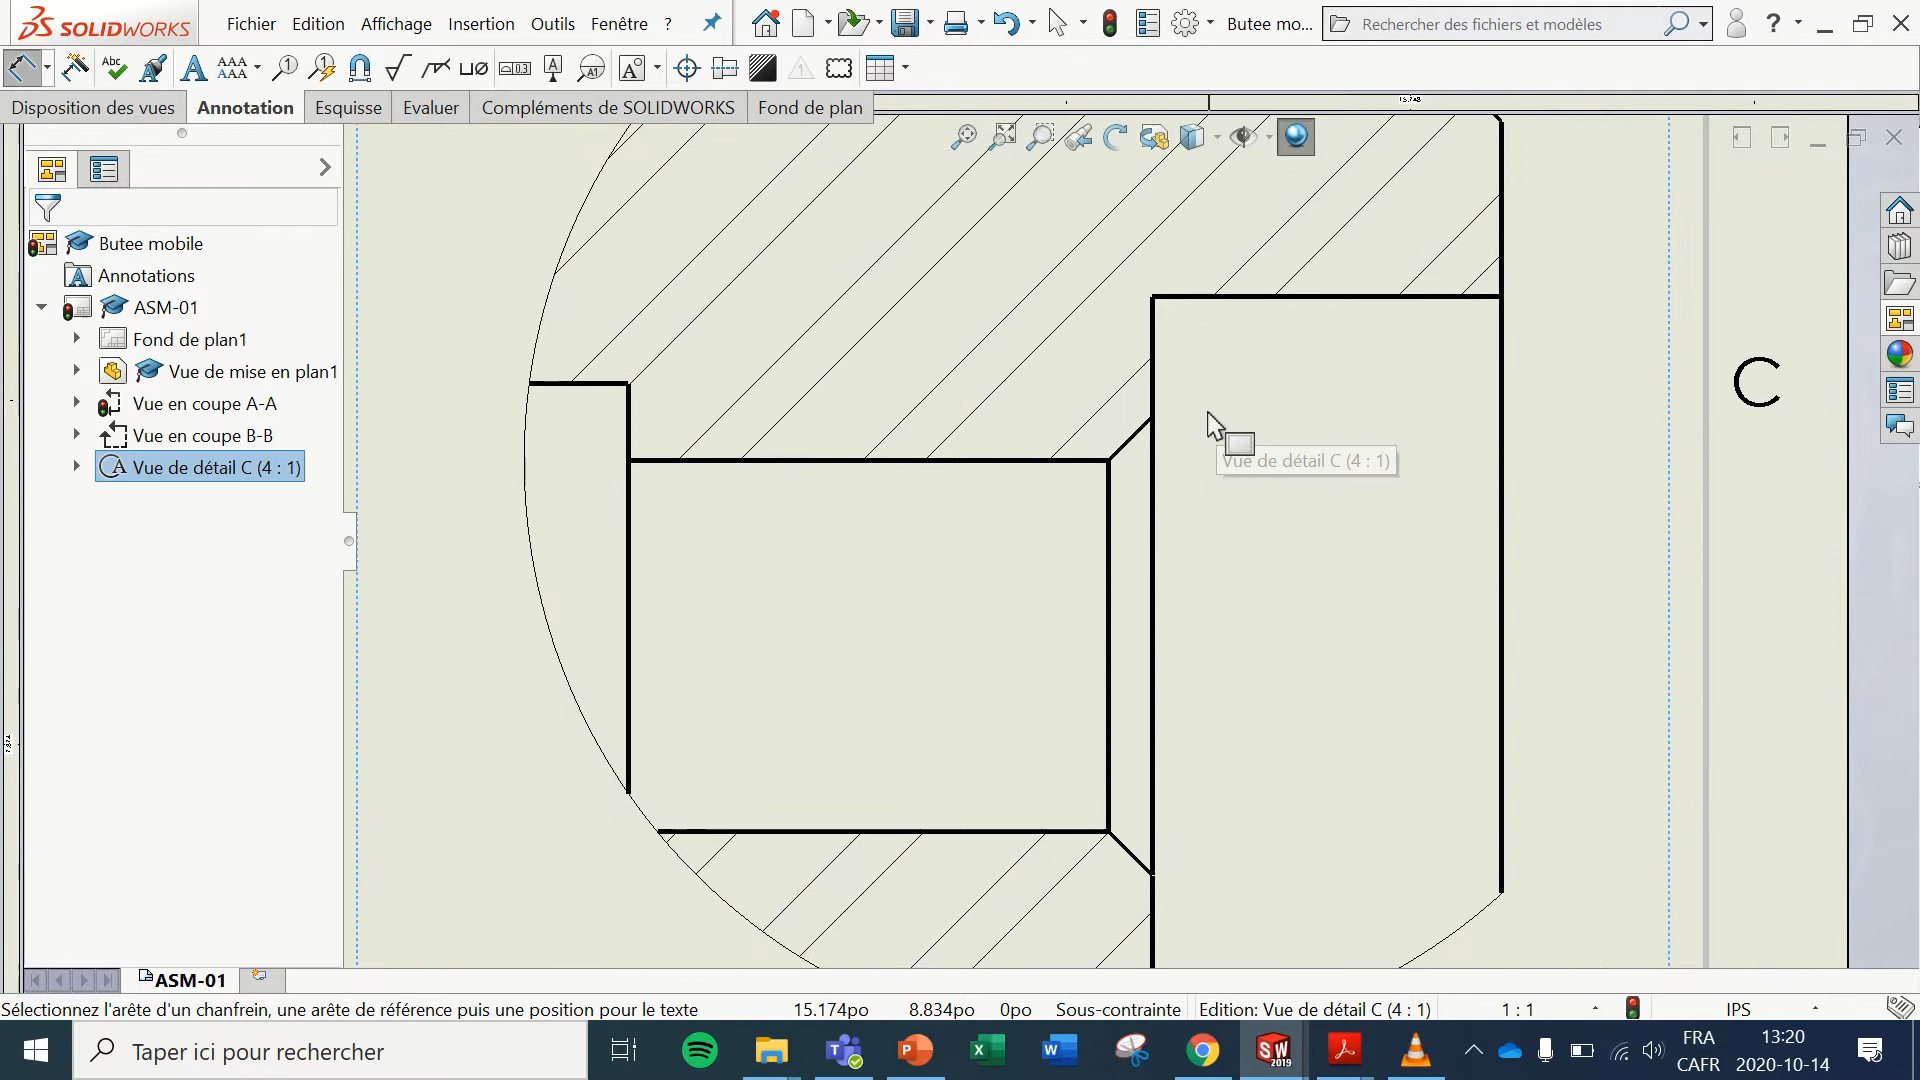 SOLIDWORKS Fichier Edition Affichage Insertion Outils Fenêtre ? Butee mo... Rechercher des fichiers et modèles ?
Disposition des vues Annotation Esquisse Evaluer Compléments de SOLIDWORKS Fond de plan
Butee mobile
Annotations
ASM-01
Fond de plan1
Vue de mise en plan1
Vue en coupe A-A
Vue en coupe B-B
Vue de détail C (4 : 1)
Vue de détail C (4 : 1)
C
ASM-01
Sélectionnez l'arête d'un chanfrein, une arête de référence puis une position pour le texte 15.174po 8.834po 0po Sous-contrainte Edition: Vue de détail C (4 : 1) 1 : 1 IPS
Taper ici pour rechercher
FRA 13:20
CAFR 2020-10-14